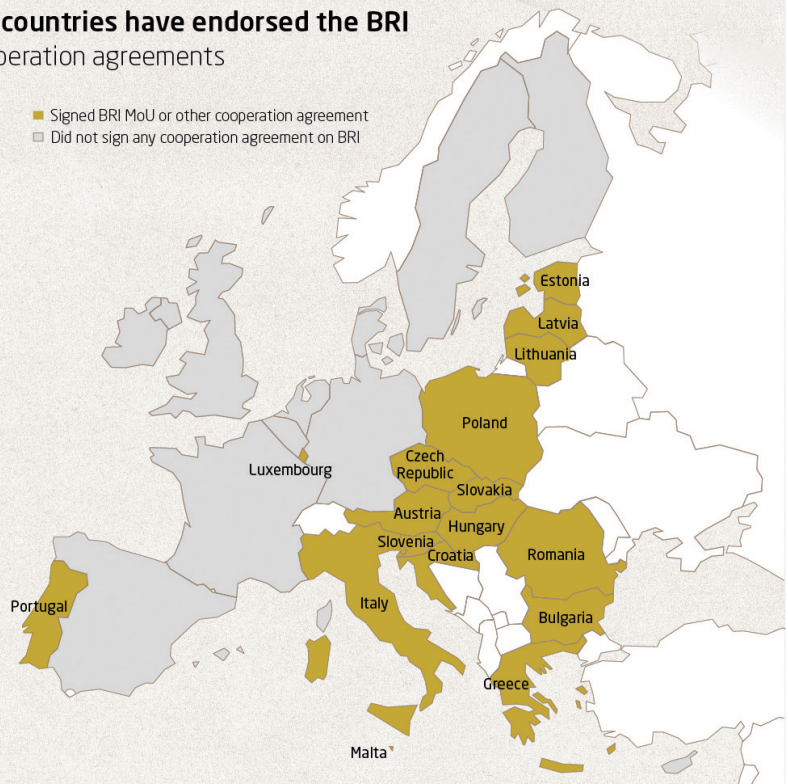 countries have endorsed the BRI
peration agreements
Signed BRI MoU or other cooperation agreement
Did not sign any cooperation agreement on BRI
Estonia
Latvia
Lithuania
Poland
Czech
Republic
Luxembourg
Slovakia
Austria
Hungary
Slovenia
Croatia
Romania
Portugal
Italy
Bulgaria
Greece
Malta